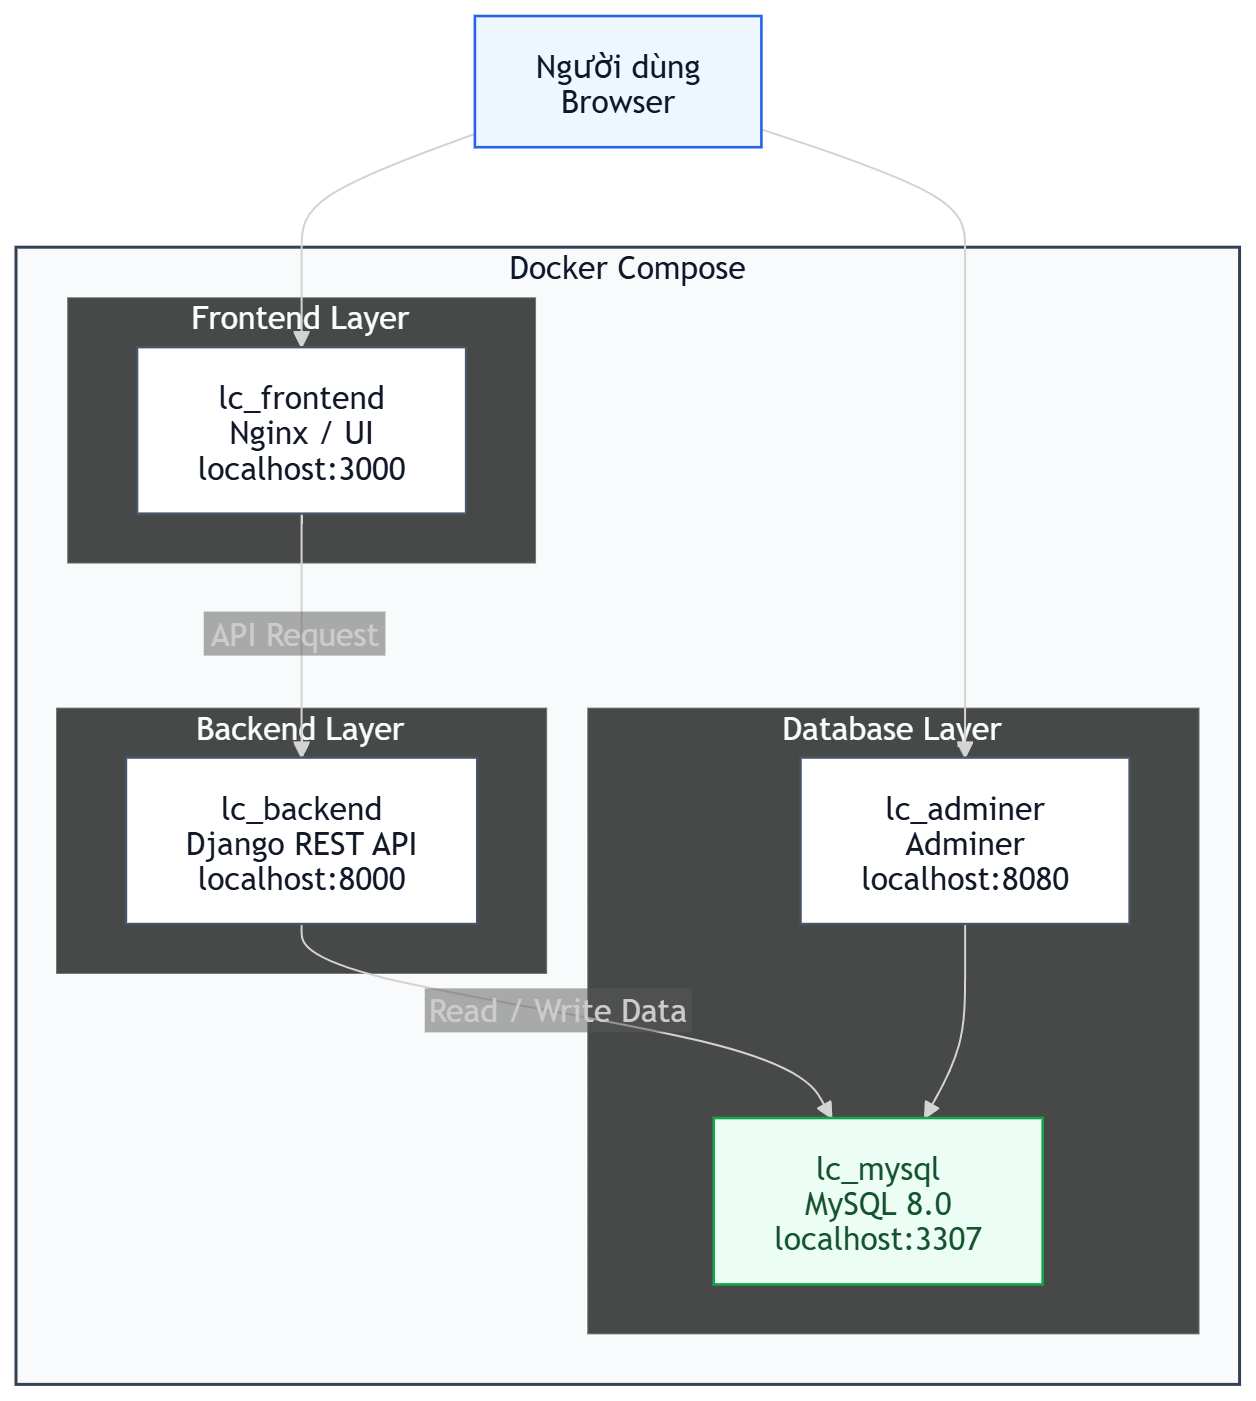 Người dùng
Browser
Docker Compose
Frontend Layer
lc_frontend
Nginx / UI
localhost:3000
API Request
Backend Layer
lc_backend
Django REST API
localhost:8000
Database Layer
lc_adminer
Adminer
localhost:8080
Read / Write Data
lc_mysql
MySQL 8.0
localhost:3307